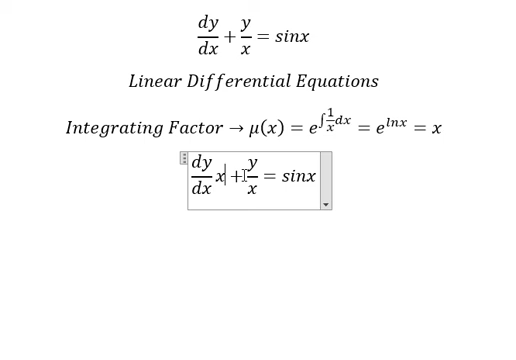 dy/dx + y/x = sinx
Linear Differential Equations
Integrating Factor → μ(x) = e^{∫1/x dx} = e^{lnx} = x
dy/dx x + y/x = sinx